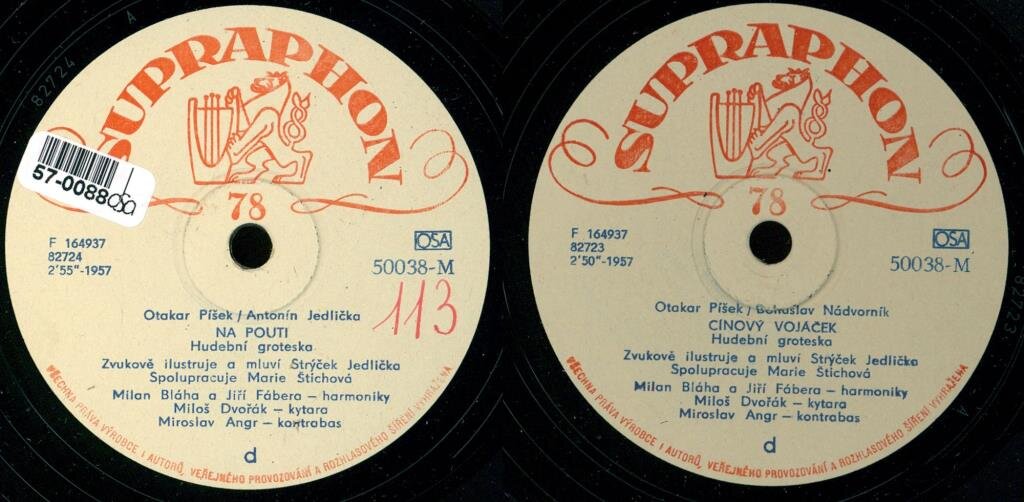 82724
SUPRAPHON
57-0088
78
F 164937
82724
2'55"-1957
OSA
50038-M
113
Otakar Píšek/Antonín Jedlička
NA POUTI
Hudební groteska
Zvukově ilustruje a mluví Strýček Jedlička
Spolupracuje Marie Štichová
Milan Bláha a Jiří Fábera – harmoniky
Miloš Dvořák – kytara
Miroslav Angr – kontrabas
d
VŠECHNA PRÁVA VÝROBCE I AUTORŮ, VEŘEJNÉHO PROVOZOVÁNÍ A ROZHLASOVÉHO ŠÍŘENÍ VYHRAŽENA
SUPRAPHON
78
F 164937
82723
2'50"-1957
OSA
50038-M
Otakar Píšek/Bohuslav Nádvorník
CÍNOVÝ VOJÁČEK
Hudební groteska
Zvukově ilustruje a mluví Strýček Jedlička
Spolupracuje Marie Štichová
Milan Bláha a Jiří Fábera – harmoniky
Miloš Dvořák – kytara
Miroslav Angr – kontrabas
d
VŠECHNA PRÁVA VÝROBCE I AUTORŮ, VEŘEJNÉHO PROVOZOVÁNÍ A ROZHLASOVÉHO ŠÍŘENÍ VYHRAŽENA
82723